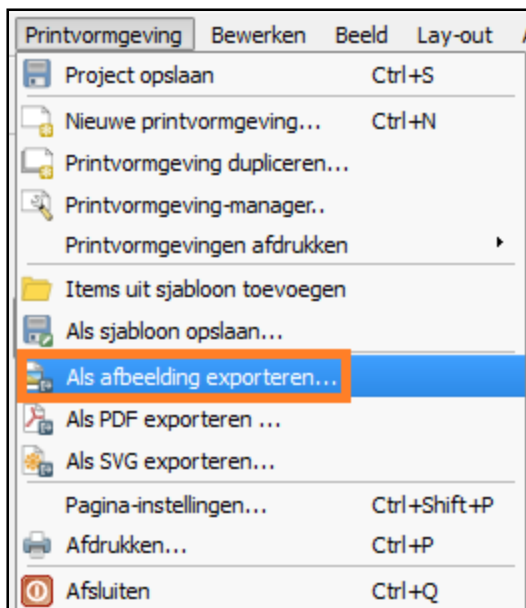 Printvormgeving Bewerken Beeld Lay-out
Project opslaan Ctrl+S
Nieuwe printvormgeving... Ctrl+N
Printvormgeving dupliceren...
Printvormgeving-manager..
Printvormgevingen afdrukken
Items uit sjabloon toevoegen
Als sjabloon opslaan...
Als afbeelding exporteren...
Als PDF exporteren ...
Als SVG exporteren...
Pagina-instellingen... Ctrl+Shift+P
Afdrukken... Ctrl+P
Afsluiten Ctrl+Q